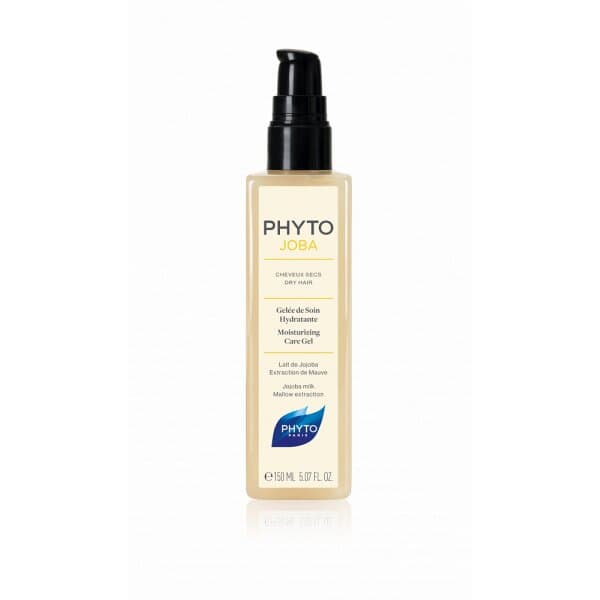 PHYTO
JOBA
CHEVEUX SECS
DRY HAIR
Gelée de Soin
Hydratante
Moisturizing
Care Gel
Lait de Jojoba
Extraction de Mauve
Jojoba milk
Mallow extraction
PHYTO
PARIS
℮150 ML 5.07 FL. OZ.